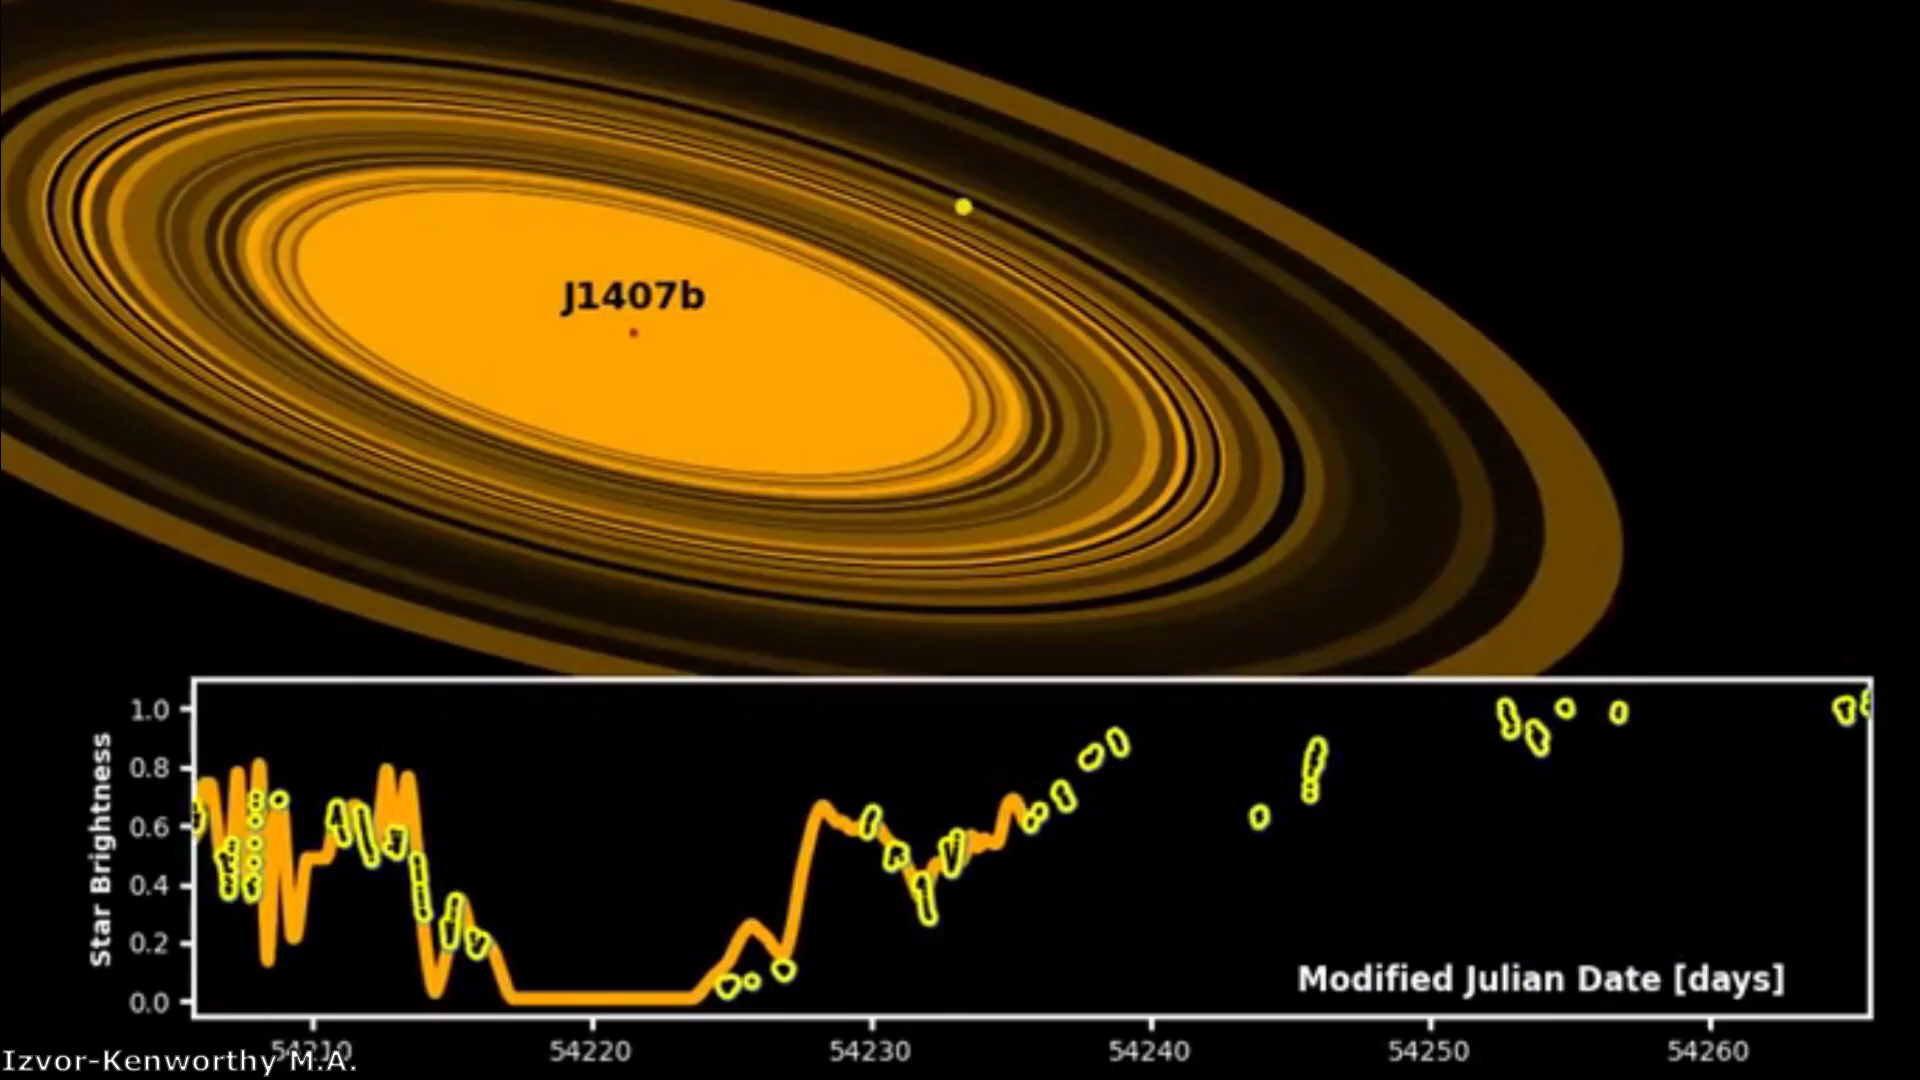 J1407b
Star Brightness
1.0
0.8
0.6
0.4
0.2
0.0
Modified Julian Date [days]
54210 54220 54230 54240 54250 54260
Izvor-Kenworthy M.A.